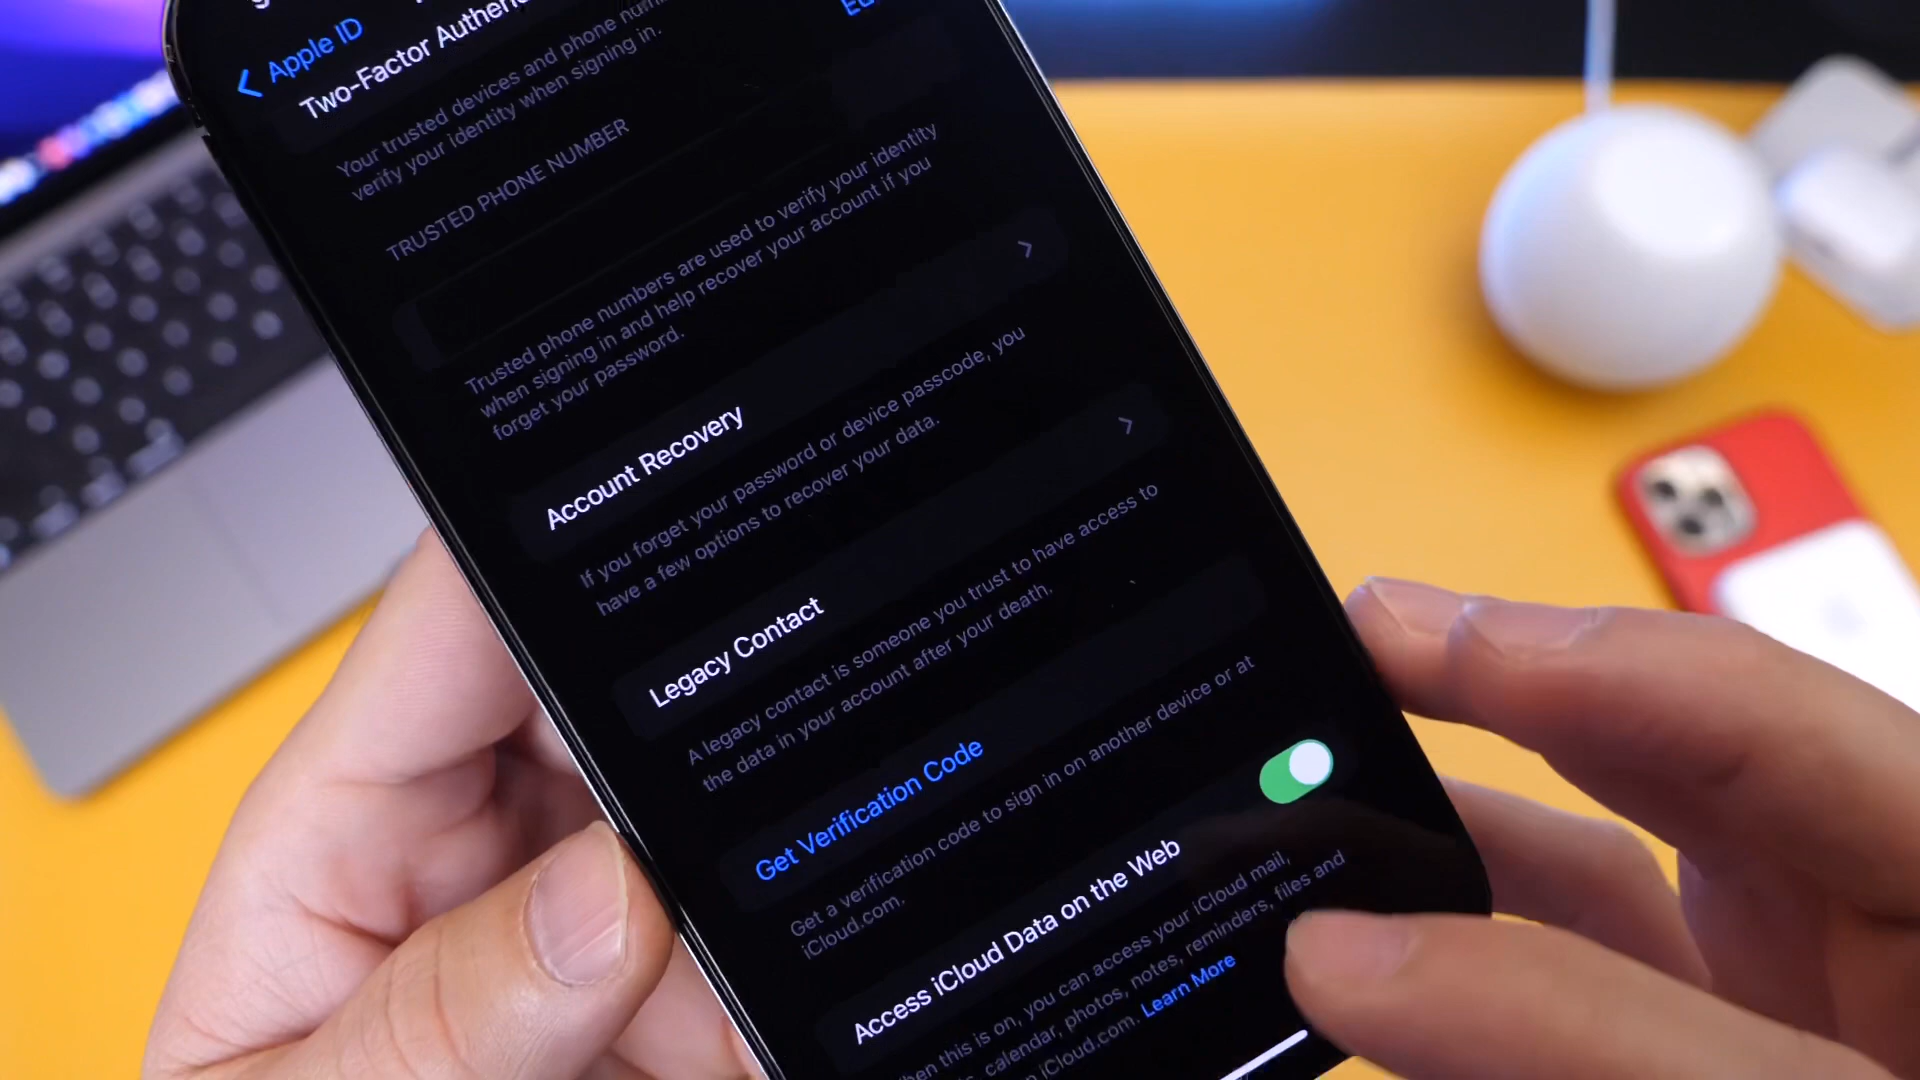 Apple ID
Two-Factor
Your trusted devices and phone
verify your identity when signing in.
TRUSTED PHONE NUMBER
Trusted phone numbers are used to verify your identity
when signing in and help recover your account if you
forget your password.
Account Recovery
If you forget your password or device passcode, you
have a few options to recover your data.
Legacy Contact
A legacy contact is someone you trust to have access to
the data in your account after your death.
Get Verification Code
Get a verification code to sign in on another device or at
iCloud.com.
Access iCloud Data on the Web
this is on, you can access your iCloud mail,
calendar, photos, notes, reminders, files and
iCloud.com. Learn More